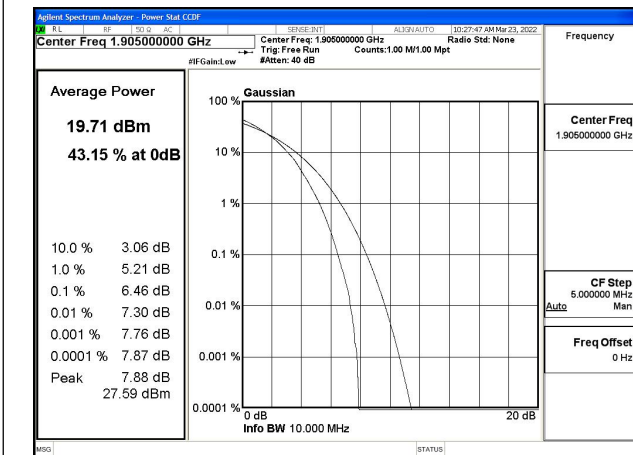 Agilent Spectrum Analyzer - Power Stat CCDF
RL RF 50 Ω AC SENSE:INT ALIGN AUTO 10:27:47 AM Mar 23, 2022
Center Freq 1.905000000 GHz
Center Freq: 1.905000000 GHz Radio Std: None
Trig: Free Run Counts:1.00 M/1.00 Mpt
#IFGain:Low #Atten: 40 dB
Frequency
Average Power
19.71 dBm
43.15 % at 0dB
10.0 % 3.06 dB
1.0 % 5.21 dB
0.1 % 6.46 dB
0.01 % 7.30 dB
0.001 % 7.76 dB
0.0001 % 7.87 dB
Peak 7.88 dB
27.59 dBm
Gaussian
100 %
10 %
1 %
0.1 %
0.01 %
0.001 %
0.0001 %
0 dB 20 dB
Info BW 10.000 MHz
Center Freq
1.905000000 GHz
CF Step
5.000000 MHz
Auto Man
Freq Offset
0 Hz
MSG STATUS